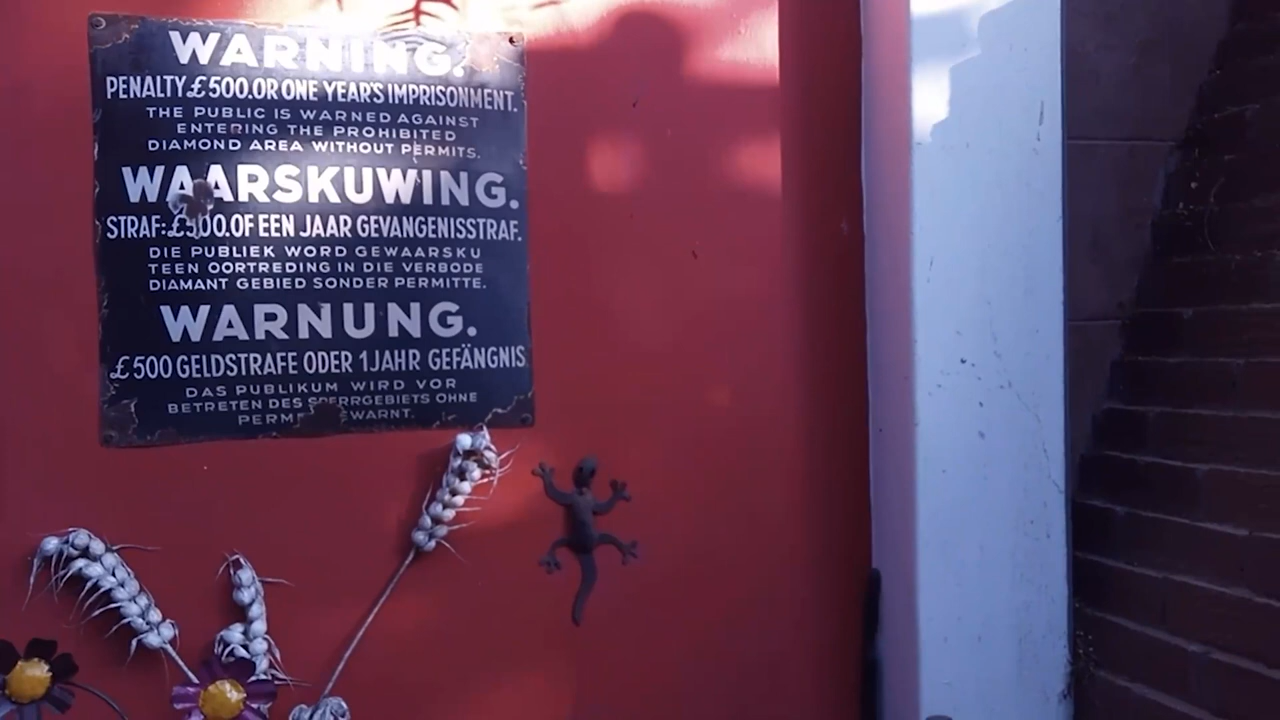 WARNING.
PENALTY £500.OR ONE YEAR'S IMPRISONMENT.
THE PUBLIC IS WARNED AGAINST
ENTERING THE PROHIBITED
DIAMOND AREA WITHOUT PERMITS.
WAARSKUWING.
STRAF:£500.OF EEN JAAR GEVANGENISSTRAF.
DIE PUBLIEK WORD GEWAARSKU
TEEN OORTREDING IN DIE VERBODE
DIAMANT GEBIED SONDER PERMITTE.
WARNUNG.
£500 GELDSTRAFE ODER 1 JAHR GEFÄNGNIS
DAS PUBLIKUM WIRD VOR
BETRETEN DES SPERRGEBIETS OHNE